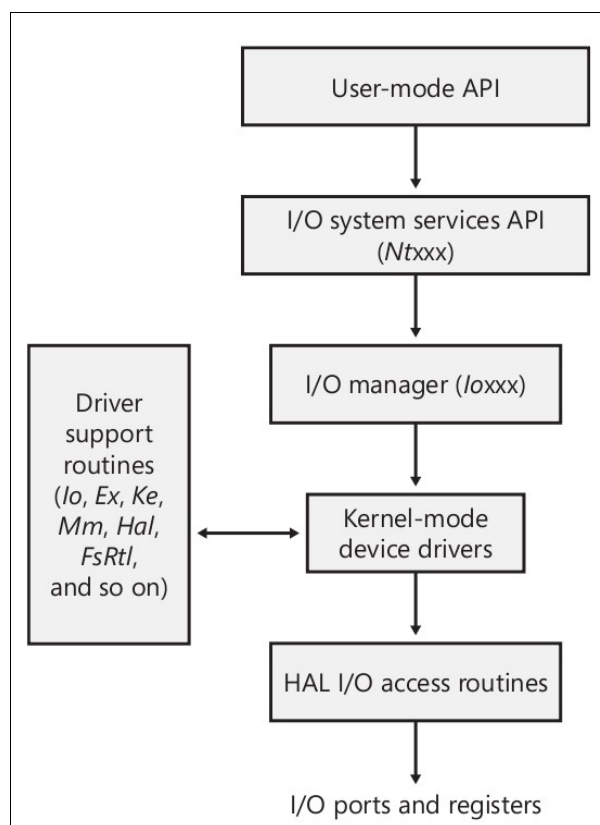 User-mode API
I/O system services API
(Ntxxx)
I/O manager (Ioxxx)
Driver
support
routines
(Io, Ex, Ke,
Mm, Hal,
FsRtl,
and so on)
Kernel-mode
device drivers
HAL I/O access routines
I/O ports and registers